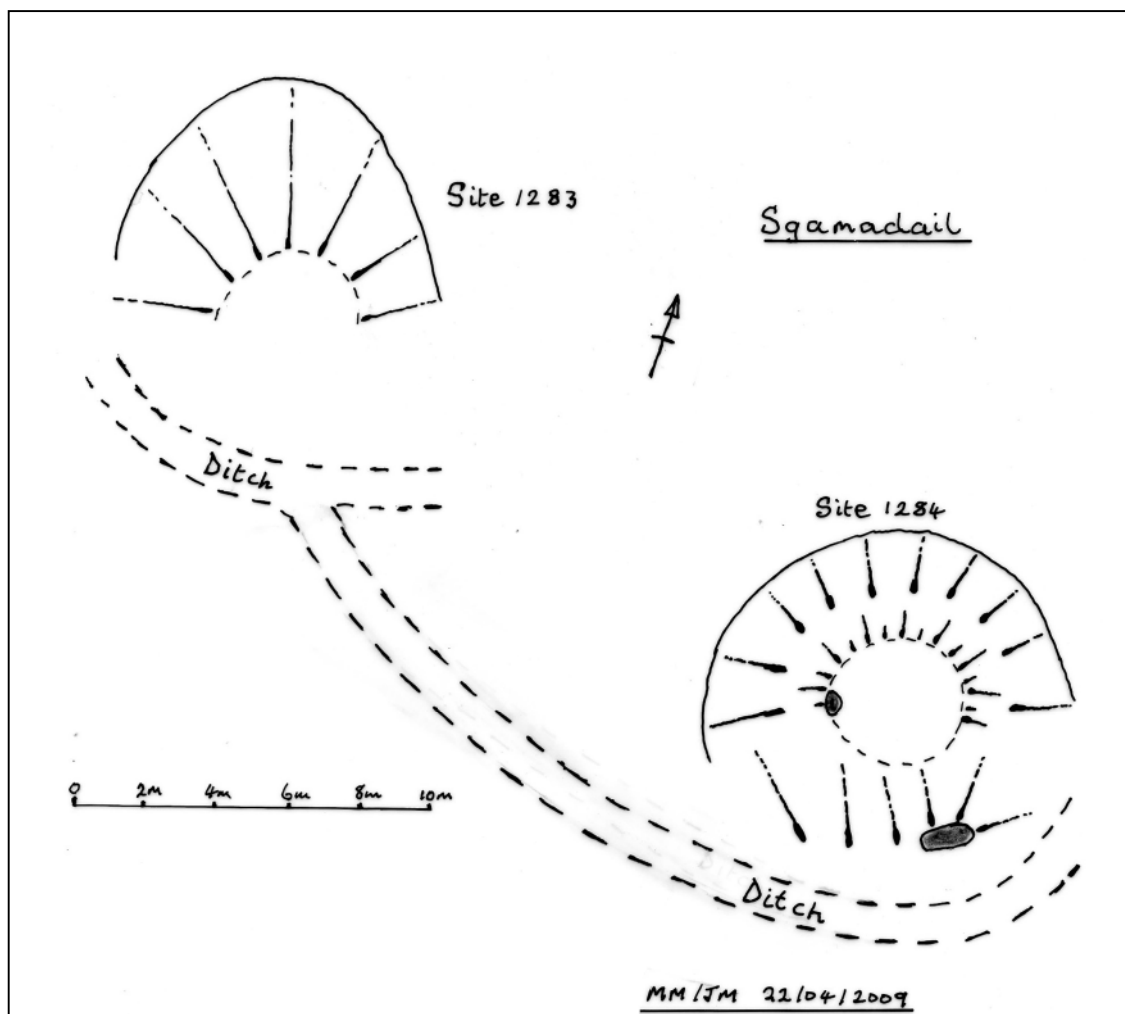 Site 1283
Sgamadail
Ditch
Site 1284
0 2m 4m 6m 8m 10m
Ditch
MM/JM 22/04/2009